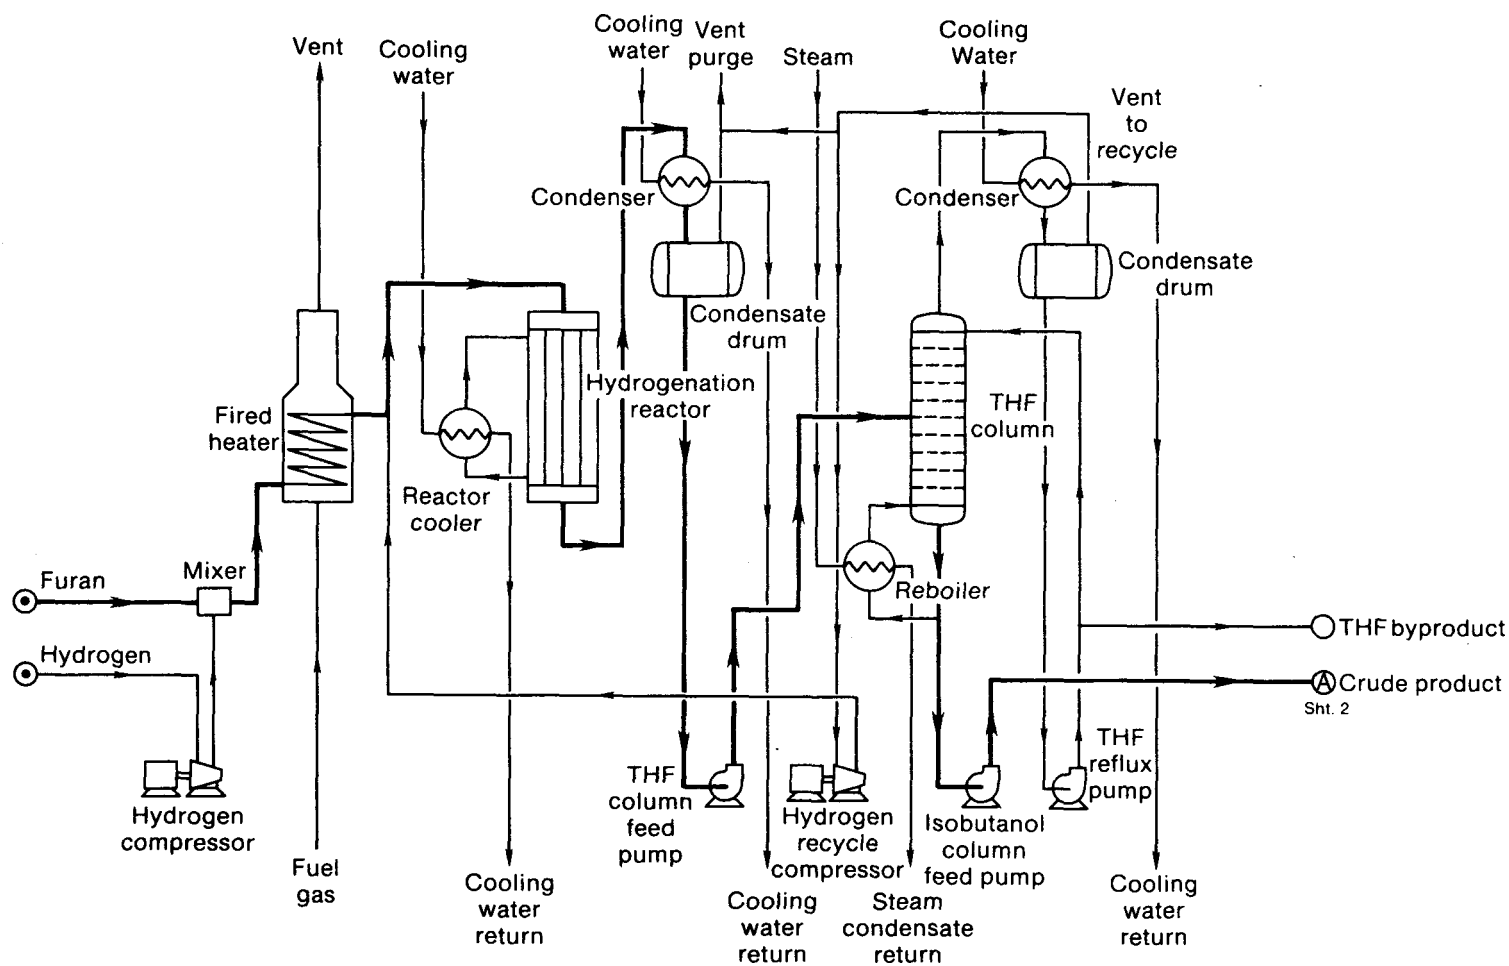 Vent
Cooling
water
Cooling
water
Vent
purge
Steam
Cooling
Water
Vent
to
recycle
Condenser
Condenser
Condensate
drum
Condensate
drum
Hydrogenation
reactor
THF
column
Fired
heater
Reactor
cooler
Mixer
Furan
Hydrogen
Reboiler
THF byproduct
A
Crude product
Sht. 2
Hydrogen
compressor
Fuel
gas
Cooling
water
return
THF
column
feed
pump
Hydrogen
recycle
compressor
Isobutanol
column
feed pump
THF
reflux
pump
Cooling
water
return
Steam
condensate
return
Cooling
water
return